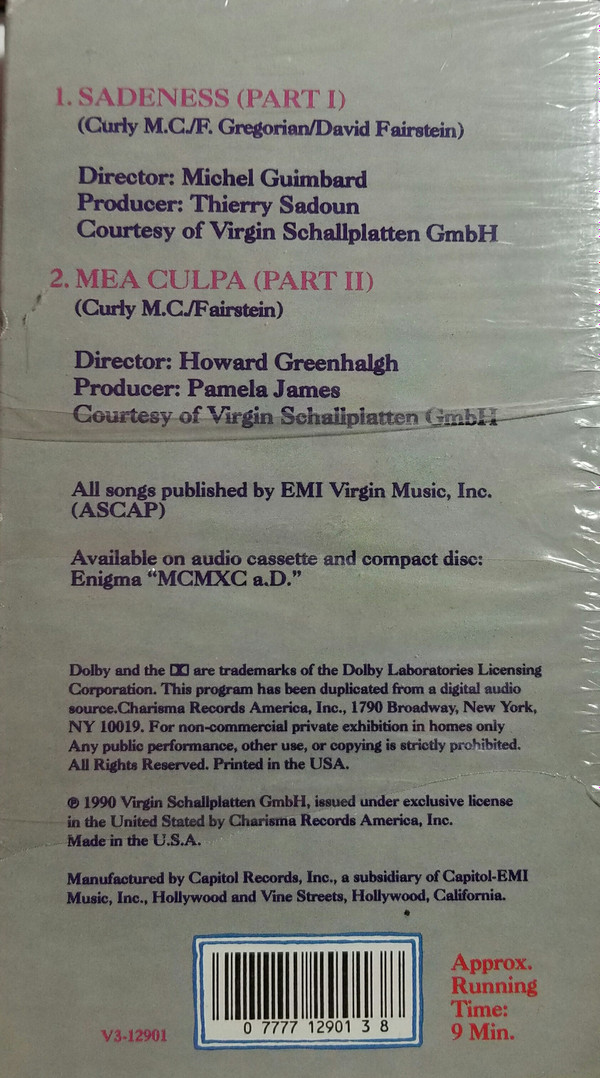 1. SADENESS (PART I)
(Curly M.C./F. Gregorian/David Fairstein)
Director: Michel Guimbard
Producer: Thierry Sadoun
Courtesy of Virgin Schallplatten GmbH
2. MEA CULPA (PART II)
(Curly M.C./Fairstein)
Director: Howard Greenhalgh
Producer: Pamela James
Courtesy of Virgin Schallplatten GmbH
All songs published by EMI Virgin Music, Inc.
(ASCAP)
Available on audio cassette and compact disc:
Enigma “MCMXC a.D.”
Dolby and the are trademarks of the Dolby Laboratories Licensing
Corporation. This program has been duplicated from a digital audio
source.Charisma Records America, Inc., 1790 Broadway, New York,
NY 10019. For non-commercial private exhibition in homes only
Any public performance, other use, or copying is strictly prohibited.
All Rights Reserved. Printed in the USA.
℗ 1990 Virgin Schallplatten GmbH, issued under exclusive license
in the United Stated by Charisma Records America, Inc.
Made in the U.S.A.
Manufactured by Capitol Records, Inc., a subsidiary of Capitol-EMI
Music, Inc., Hollywood and Vine Streets, Hollywood, California.
V3-12901
0 7777 12901 3 8
Approx.
Running
Time:
9 Min.